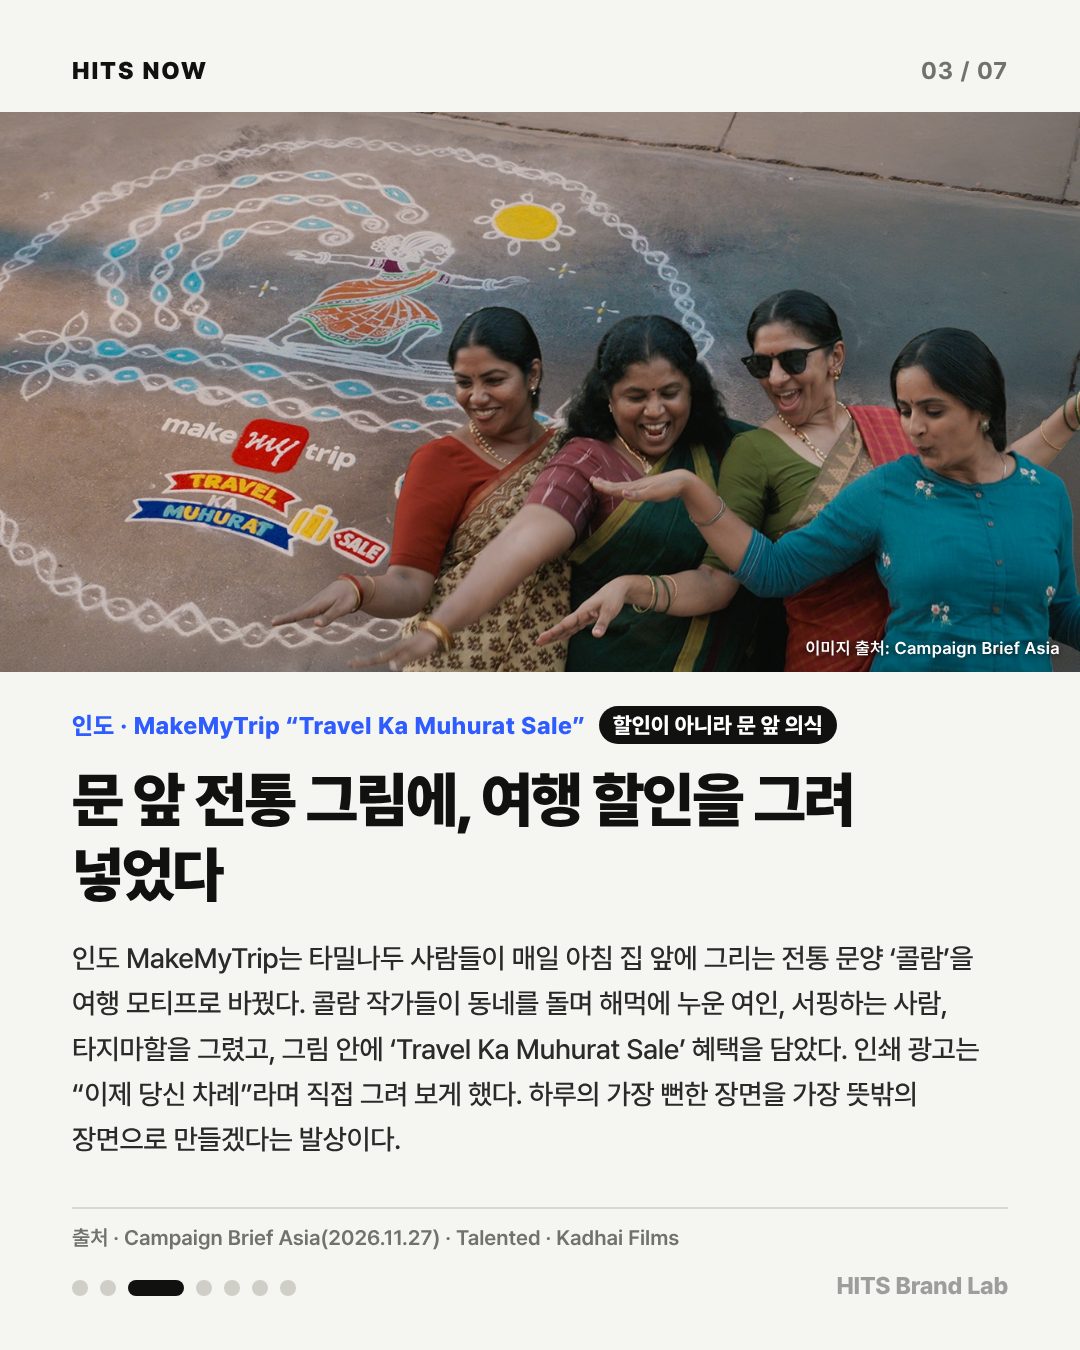 HITS NOW
03 / 07
make my trip
TRAVEL
KA
MUHURAT
SALE
이미지 출처: Campaign Brief Asia
인도 · MakeMyTrip “Travel Ka Muhurat Sale” 할인이 아니라 문 앞 의식
문 앞 전통 그림에, 여행 할인을 그려
넣었다
인도 MakeMyTrip는 타밀나두 사람들이 매일 아침 집 앞에 그리는 전통 문양 ‘콜람’을
여행 모티프로 바꿨다. 콜람 작가들이 동네를 돌며 해먹에 누운 여인, 서핑하는 사람,
타지마할을 그렸고, 그림 안에 ‘Travel Ka Muhurat Sale’ 혜택을 담았다. 인쇄 광고는
“이제 당신 차례”라며 직접 그려 보게 했다. 하루의 가장 뻔한 장면을 가장 뜻밖의
장면으로 만들겠다는 발상이다.
출처 · Campaign Brief Asia(2026.11.27) · Talented · Kadhai Films
HITS Brand Lab